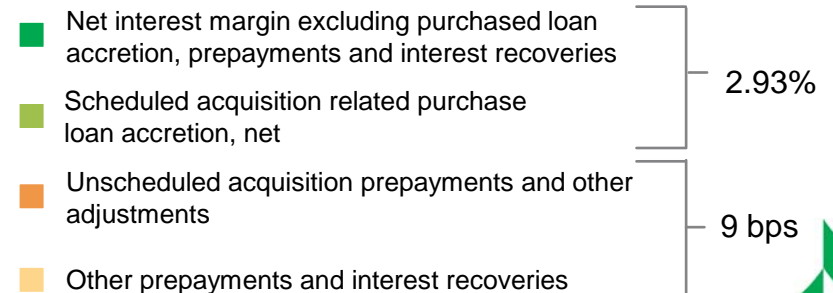 Net interest margin excluding purchased loan
accretion, prepayments and interest recoveries
2.93%
Scheduled acquisition related purchase
loan accretion, net
Unscheduled acquisition prepayments and other
adjustments
9 bps
Other prepayments and interest recoveries